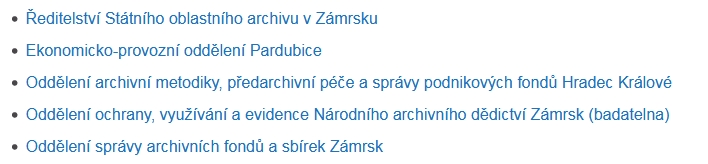 Ředitelství Státního oblastního archivu v Zámrsku
Ekonomicko-provozní oddělení Pardubice
Oddělení archivní metodiky, předarchivní péče a správy podnikových fondů Hradec Králové
Oddělení ochrany, využívání a evidence Národního archivního dědictví Zámrsk (badatelna)
Oddělení správy archivních fondů a sbírek Zámrsk